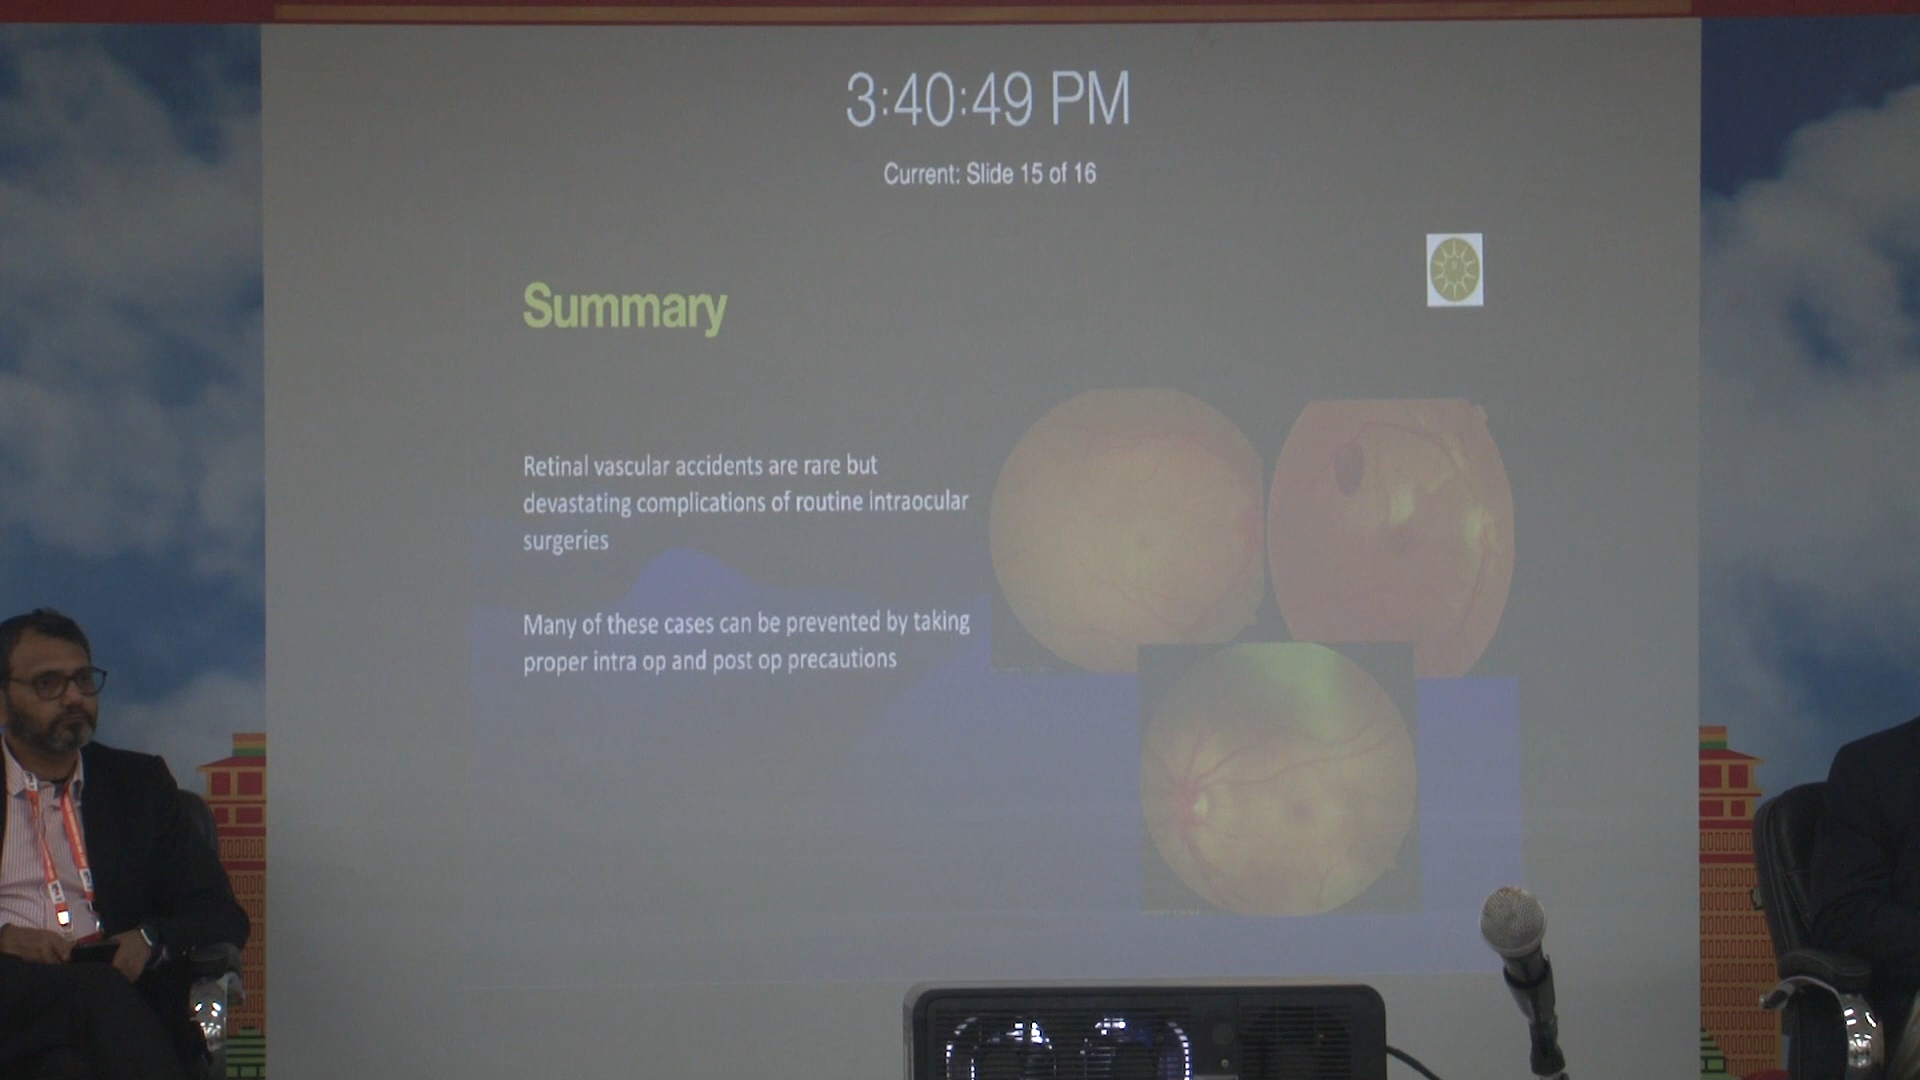 3:40:49 PM
Current: Slide 15 of 16
Summary
Retinal vascular accidents are rare but
devastating complications of routine intraocular
surgeries
Many of these cases can be prevented by taking
proper intra op and post op precautions